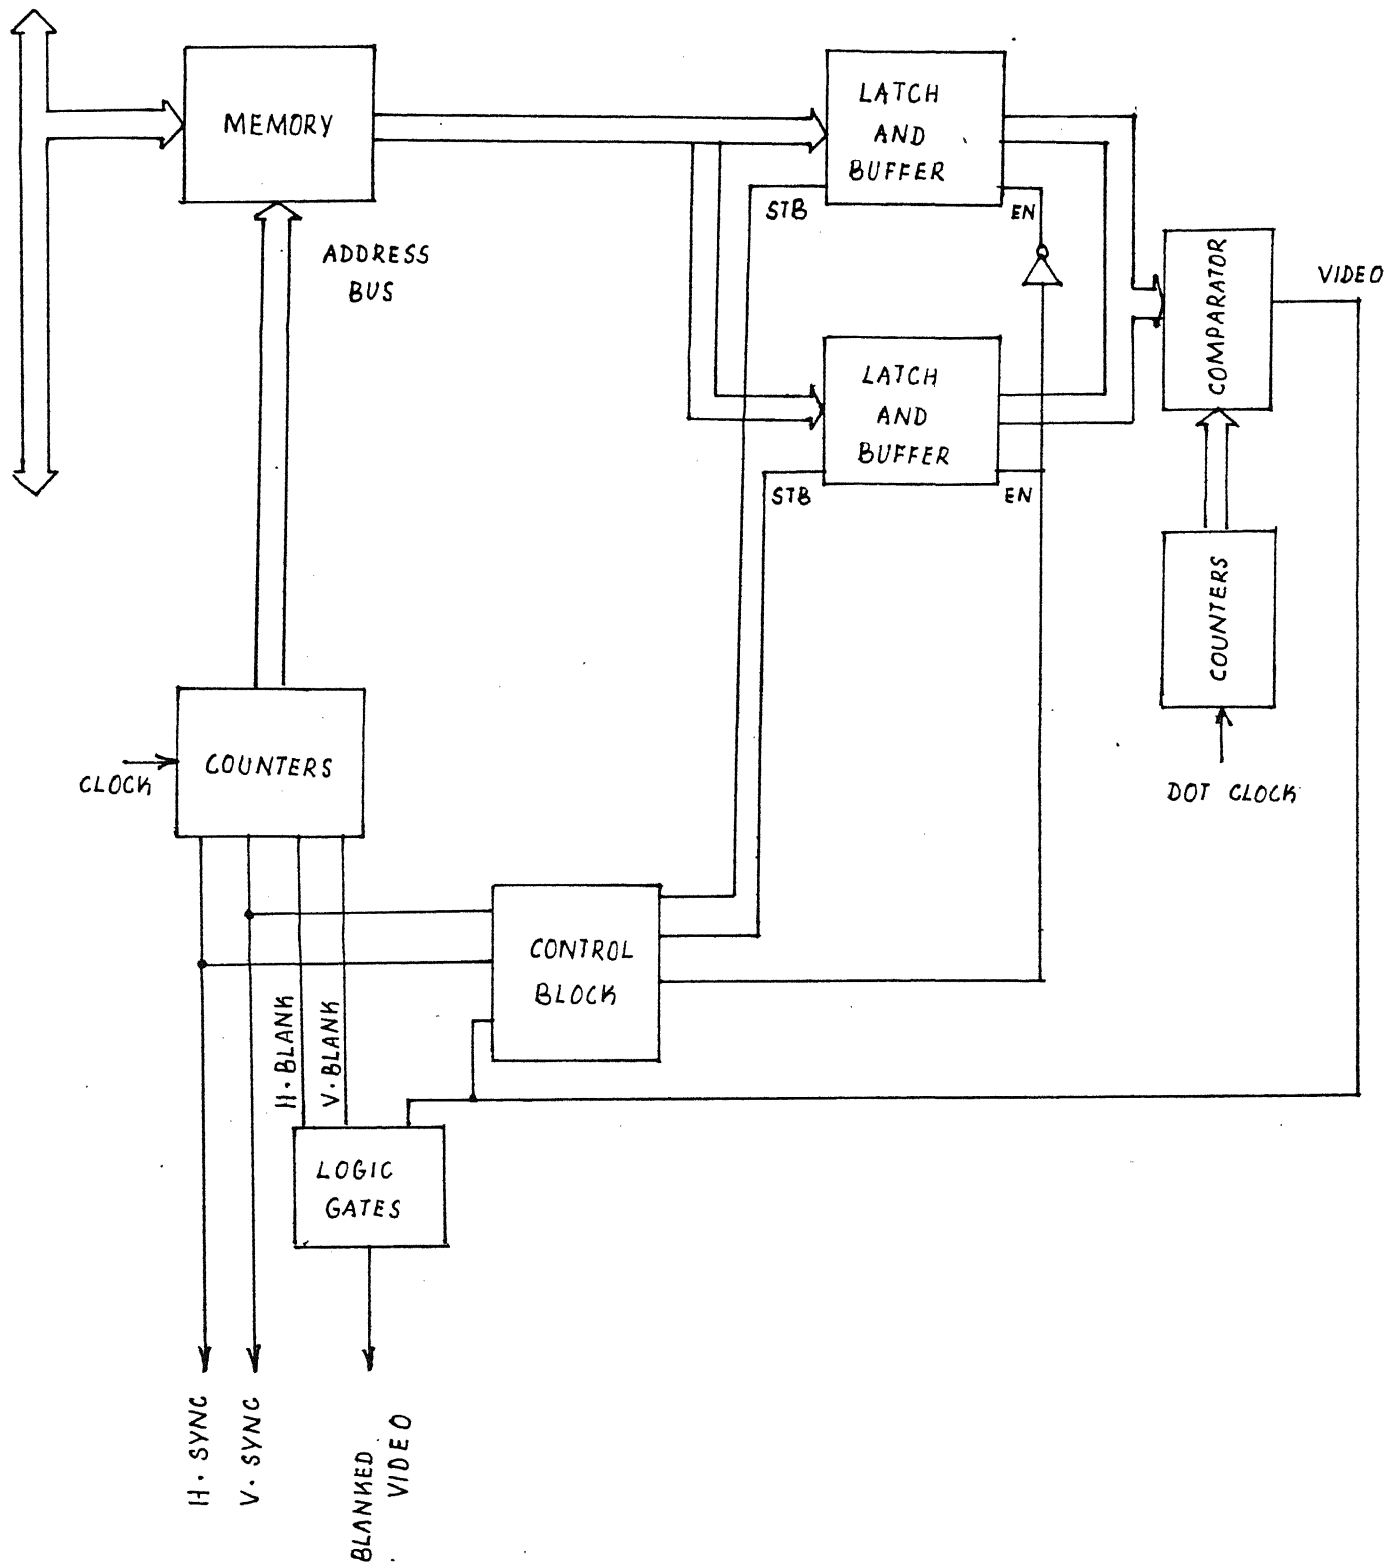 MEMORY
LATCH
AND
BUFFER
STB
EN
ADDRESS
BUS
COMPARATOR
VIDEO
LATCH
AND
BUFFER
STB
EN
COUNTERS
DOT CLOCK
CLOCK
COUNTERS
CONTROL
BLOCK
H.BLANK
V.BLANK
LOGIC
GATES
H.SYNC
V.SYNC
BLANKED
VIDEO